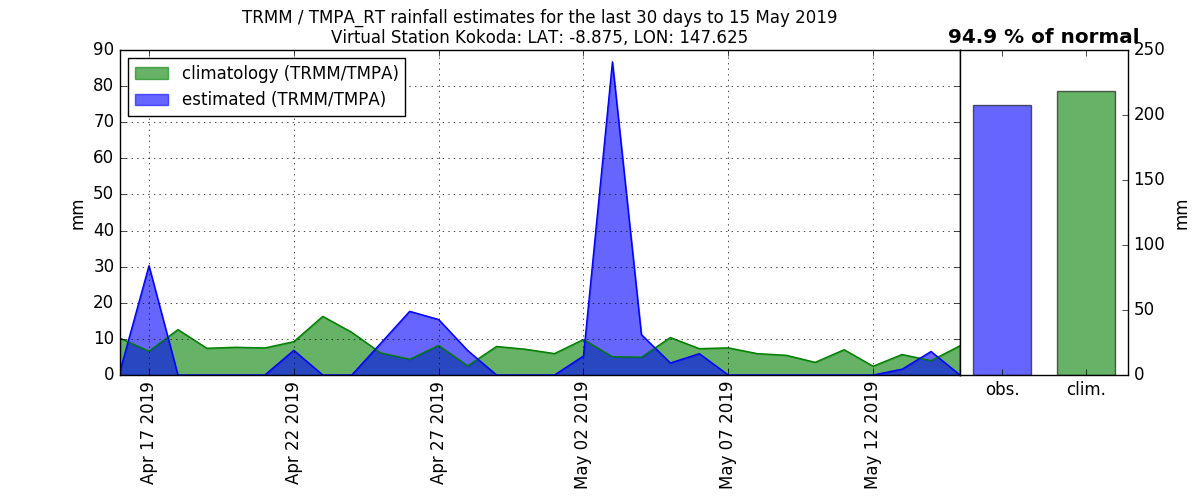 TRMM / TMPA_RT rainfall estimates for the last 30 days to 15 May 2019
Virtual Station Kokoda: LAT: -8.875, LON: 147.625
94.9 % of normal
climatology (TRMM/TMPA)
estimated (TRMM/TMPA)
mm
90
80
70
60
50
40
30
20
10
0
Apr 17 2019
Apr 22 2019
Apr 27 2019
May 02 2019
May 07 2019
May 12 2019
obs.
clim.
250
200
150
100
50
0
mm